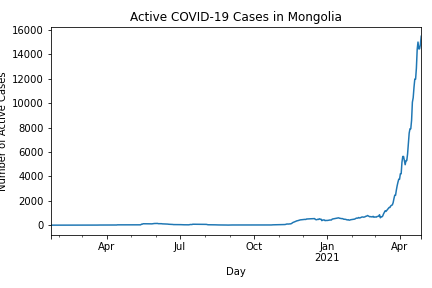 Active COVID-19 Cases in Mongolia
Number of Active Cases
16000
14000
12000
10000
8000
6000
4000
2000
0
Apr
Jul
Oct
Jan
2021
Apr
Day